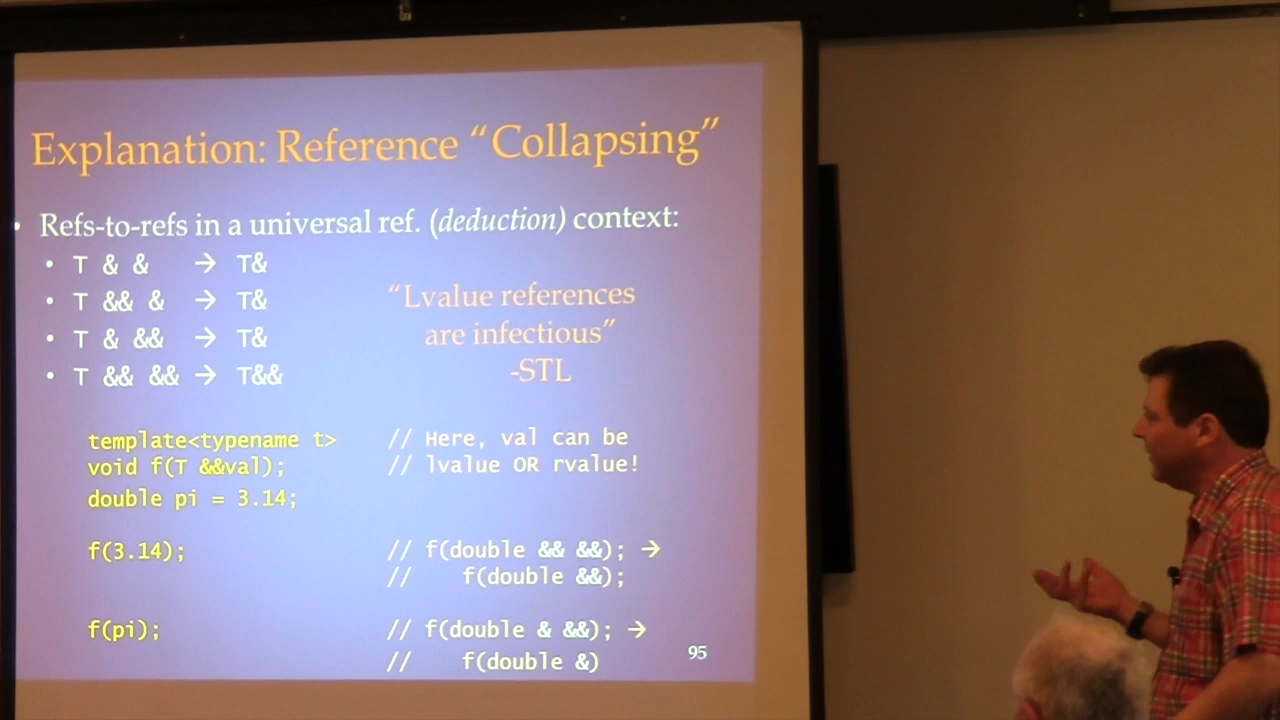 Explanation: Reference “Collapsing”
• Refs-to-refs in a universal ref. (deduction) context:
• T & & → T&
• T && & → T&
• T & && → T&
• T && && → T&&
“Lvalue references
are infectious”
-STL
template<typename t> // Here, val can be
void f(T &&val); // lvalue OR rvalue!
double pi = 3.14;
f(3.14); // f(double && &&); →
// f(double &&);
f(pi); // f(double & &&); →
// f(double &)
95